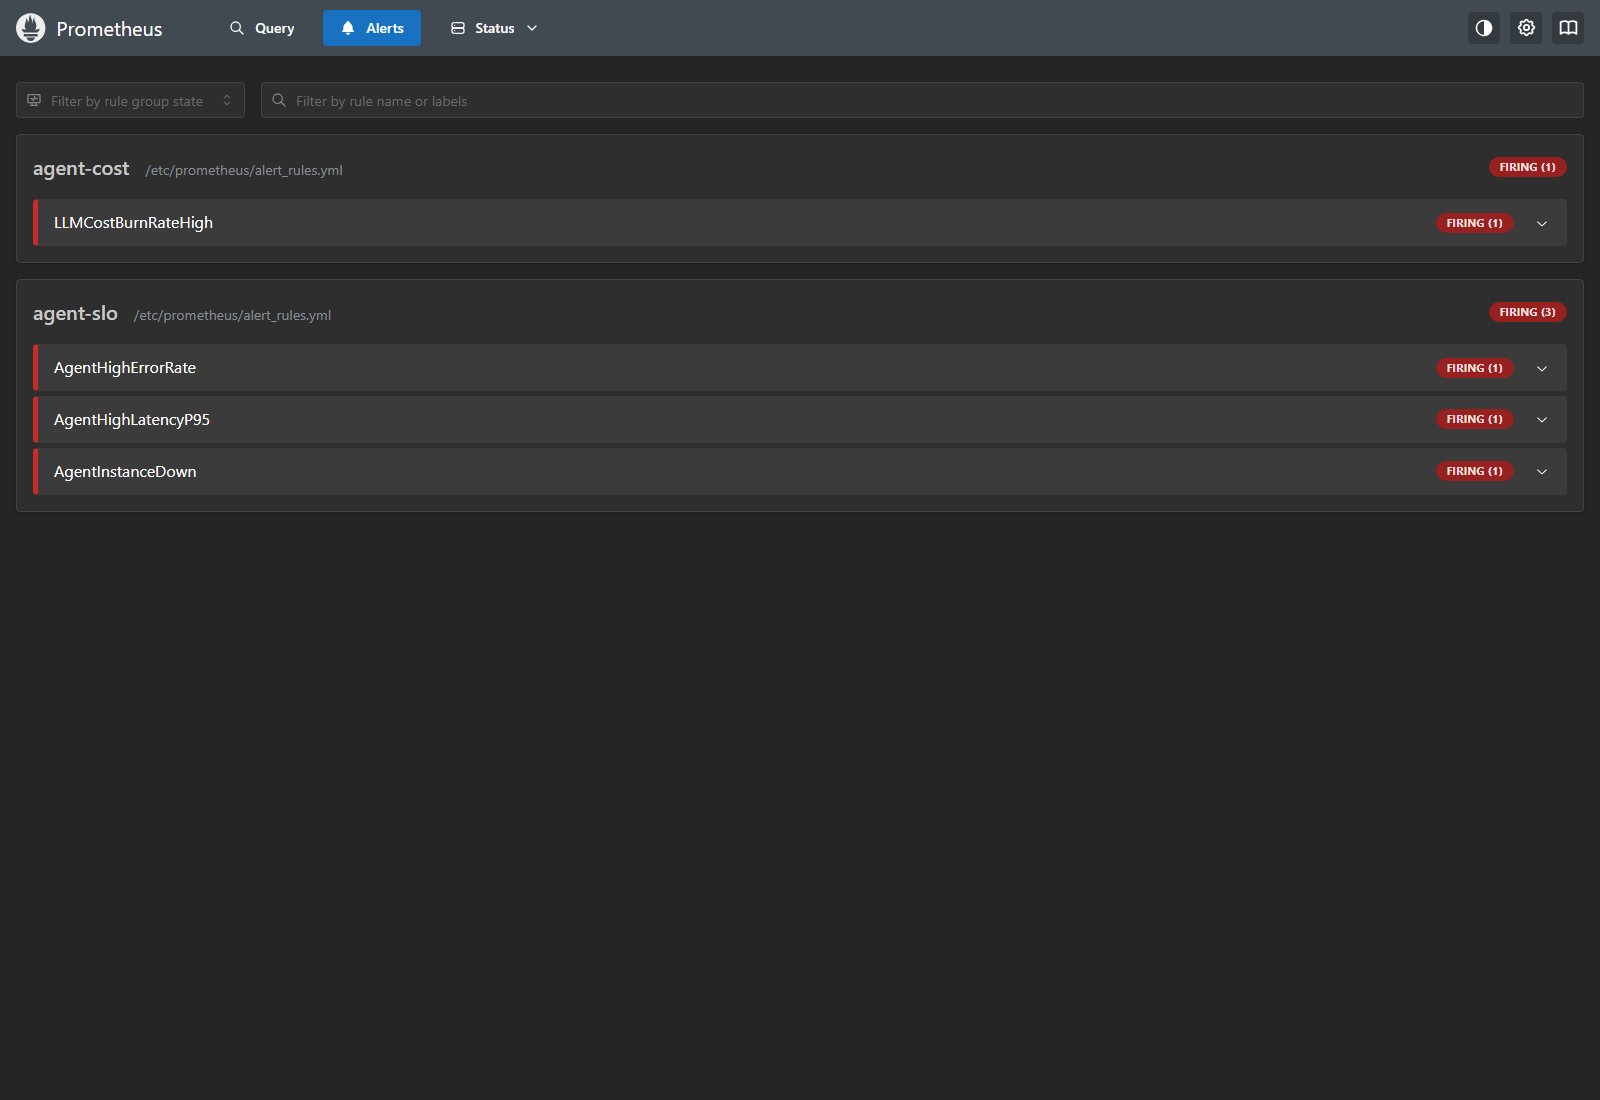 Prometheus Query Alerts Status
Filter by rule group state Filter by rule name or labels
agent-cost /etc/prometheus/alert_rules.yml FIRING (1)
LLMCostBurnRateHigh FIRING (1)
agent-slo /etc/prometheus/alert_rules.yml FIRING (3)
AgentHighErrorRate FIRING (1)
AgentHighLatencyP95 FIRING (1)
AgentInstanceDown FIRING (1)